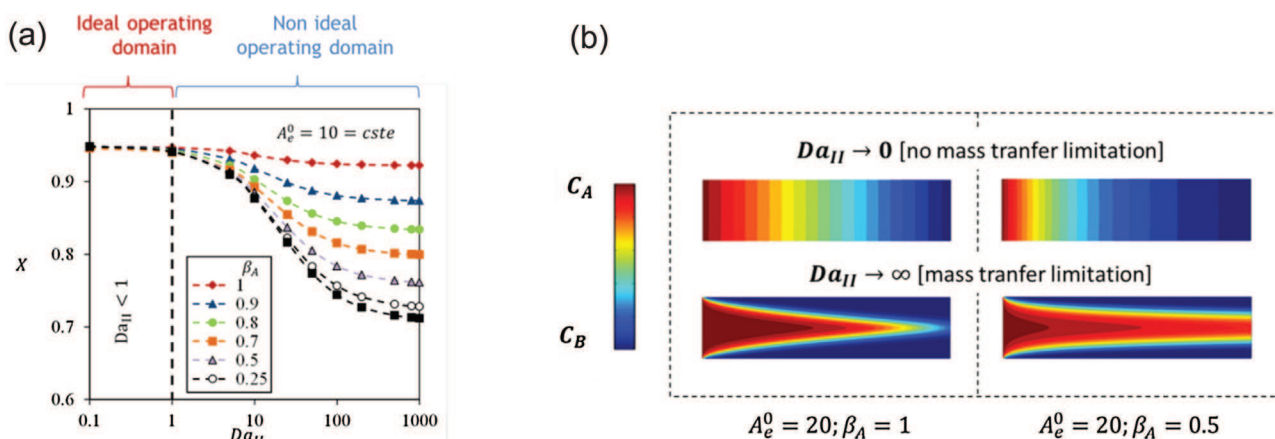 (a)
Ideal operating
domain
Non ideal
operating domain
1
0.9
0.8
0.7
0.6
X
A_e^0 = 10 = cste
Da_II < 1
β_A
1
0.9
0.8
0.7
0.5
0.25
0.1
1
10
100
1000
Da_II
(b)
C_A
C_B
Da_II → 0 [no mass tranfer limitation]
Da_II → ∞ [mass tranfer limitation]
A_e^0 = 20; β_A = 1
A_e^0 = 20; β_A = 0.5